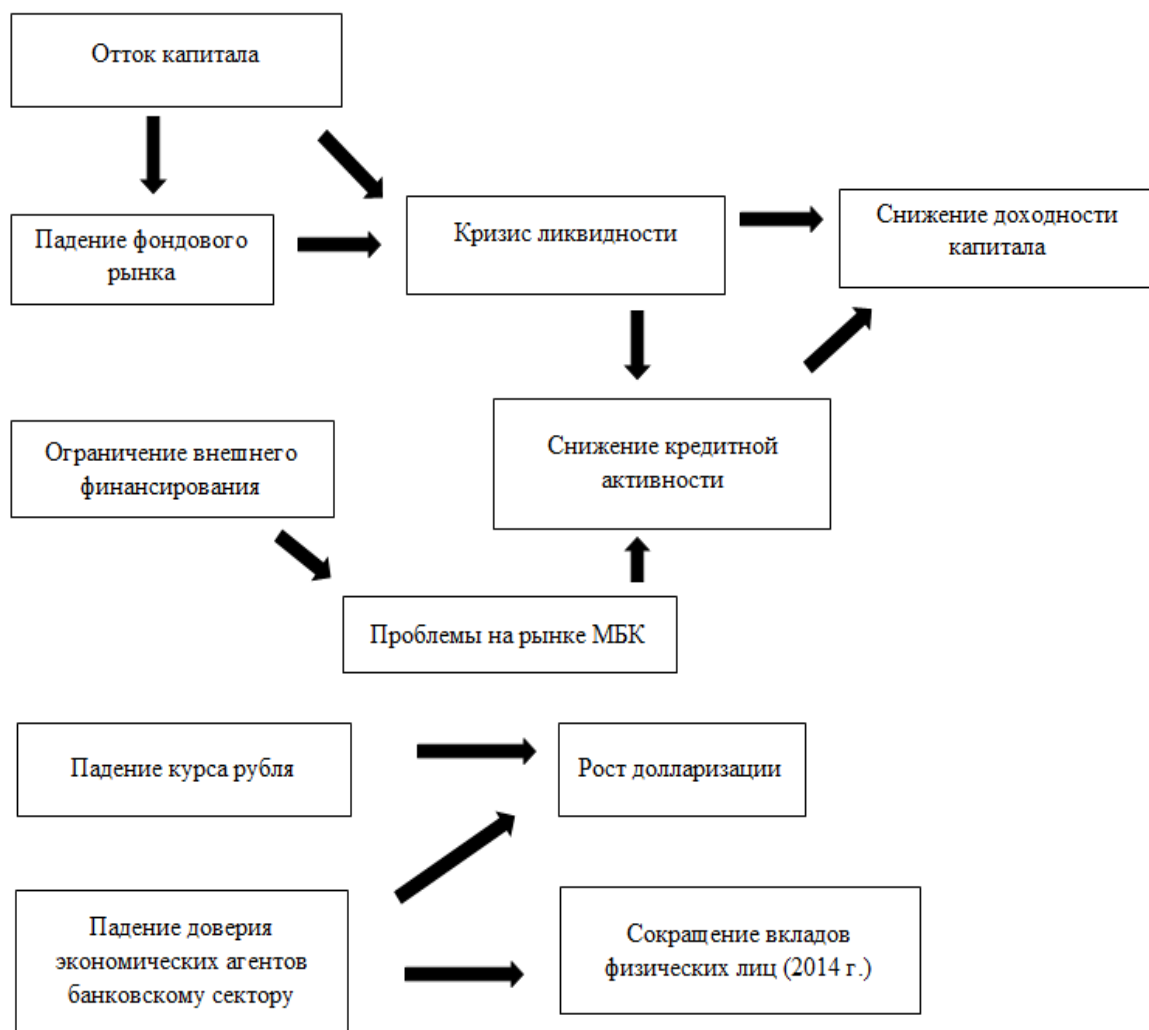 Отток капитала
Падение фондового
рынка
Кризис ликвидности
Снижение доходности
капитала
Ограничение внешнего
финансирования
Снижение кредитной
активности
Проблемы на рынке МБК
Падение курса рубля
Рост долларизации
Падение доверия
экономических агентов
банковскому сектору
Сокращение вкладов
физических лиц (2014 г.)